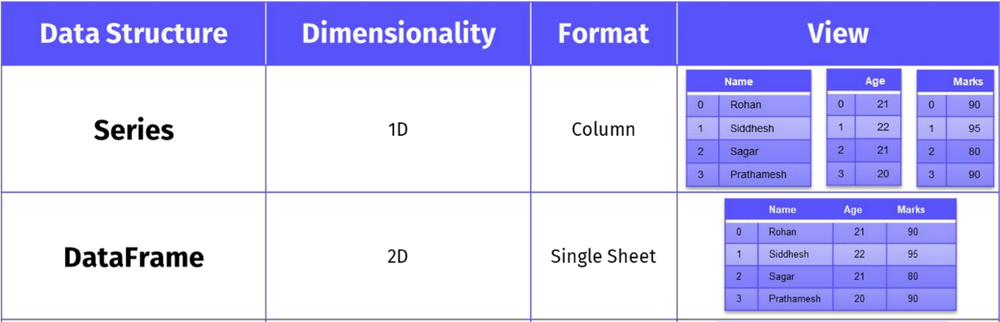 Data Structure Dimensionality Format View
Series 1D Column
Name
0 Rohan
1 Siddhesh
2 Sagar
3 Prathamesh
Age
0 21
1 22
2 21
3 20
Marks
0 90
1 95
2 80
3 90
DataFrame 2D Single Sheet
Name Age Marks
0 Rohan 21 90
1 Siddhesh 22 95
2 Sagar 21 80
3 Prathamesh 20 90